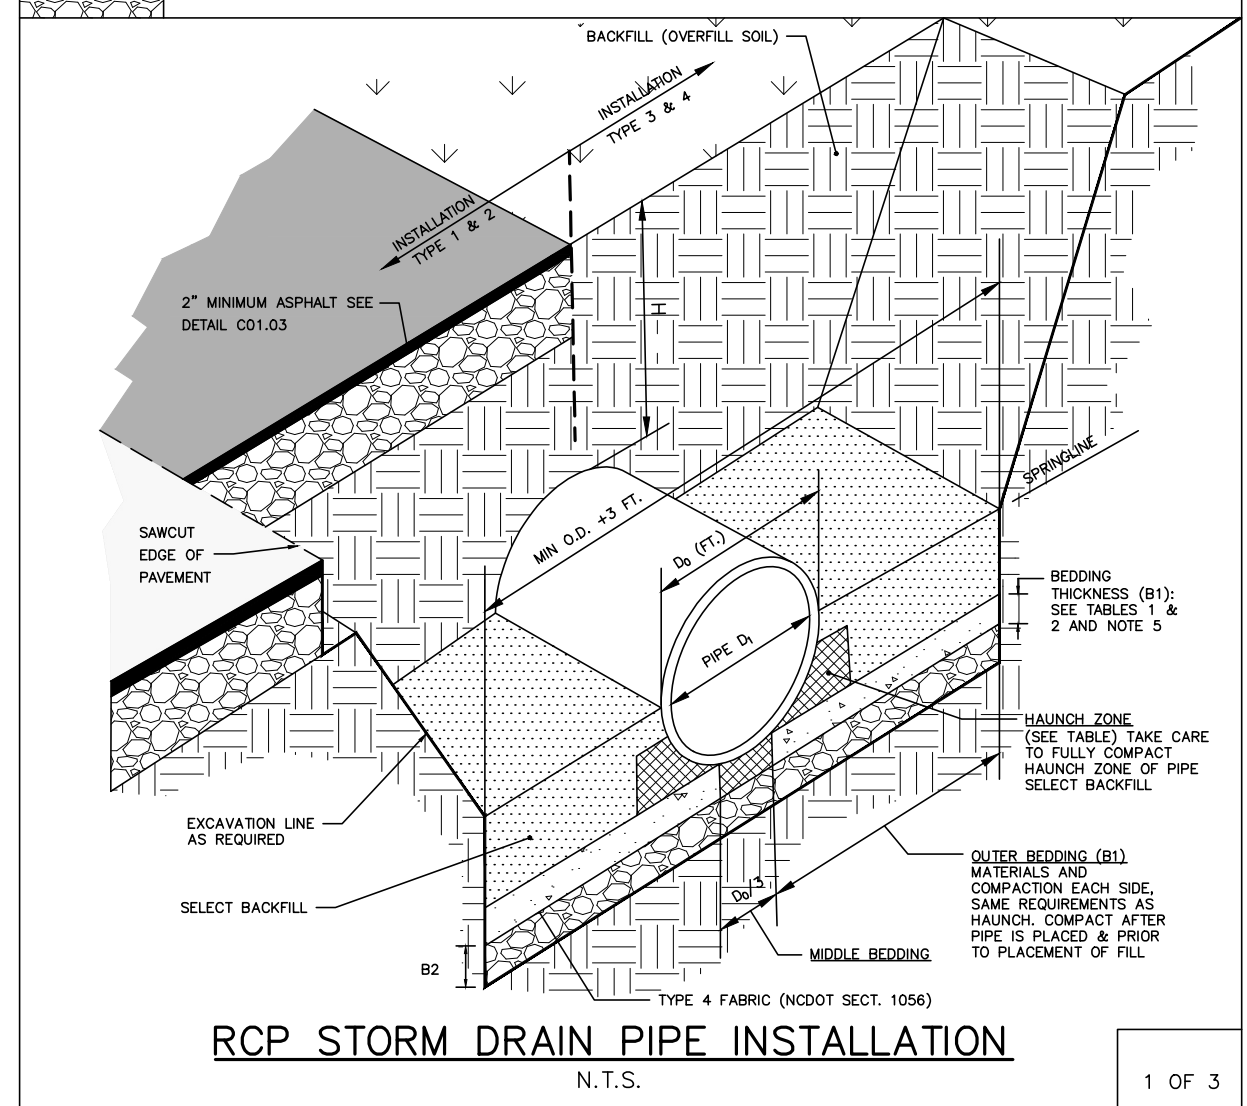 BACKFILL (OVERFILL SOIL)
INSTALLATION
TYPE 3 & 4
INSTALLATION
TYPE 1 & 2
2" MINIMUM ASPHALT SEE
DETAIL C01.03
H
SPRINGLINE
MIN O.D. +3 FT.
D₀ (FT.)
SAWCUT
EDGE OF
PAVEMENT
PIPE D₁
BEDDING
THICKNESS (B1):
SEE TABLES 1 &
2 AND NOTE 5
HAUNCH ZONE
(SEE TABLE) TAKE CARE
TO FULLY COMPACT
HAUNCH ZONE OF PIPE
SELECT BACKFILL
EXCAVATION LINE
AS REQUIRED
OUTER BEDDING (B1)
MATERIALS AND
COMPACTION EACH SIDE,
SAME REQUIREMENTS AS
HAUNCH. COMPACT AFTER
PIPE IS PLACED & PRIOR
TO PLACEMENT OF FILL
SELECT BACKFILL
D₀/3
MIDDLE BEDDING
B2
TYPE 4 FABRIC (NCDOT SECT. 1056)
RCP STORM DRAIN PIPE INSTALLATION
N.T.S.
1 OF 3